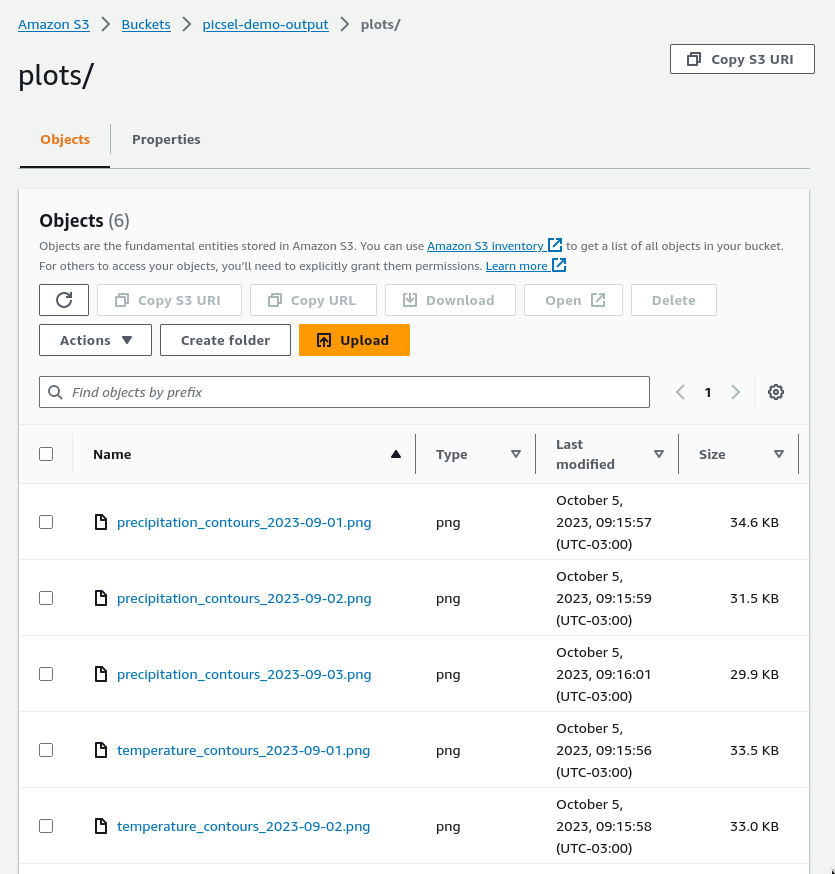 Amazon S3 > Buckets > picsel-demo-output > plots/
plots/
Copy S3 URI
Objects
Properties
Objects (6)
Objects are the fundamental entities stored in Amazon S3. You can use Amazon S3 inventory to get a list of all objects in your bucket.
For others to access your objects, you'll need to explicitly grant them permissions. Learn more
Copy S3 URI
Copy URL
Download
Open
Delete
Actions
Create folder
Upload
Find objects by prefix
1
Name
Type
Last
modified
Size
precipitation_contours_2023-09-01.png
png
October 5,
2023, 09:15:57
(UTC-03:00)
34.6 KB
precipitation_contours_2023-09-02.png
png
October 5,
2023, 09:15:59
(UTC-03:00)
31.5 KB
precipitation_contours_2023-09-03.png
png
October 5,
2023, 09:16:01
(UTC-03:00)
29.9 KB
temperature_contours_2023-09-01.png
png
October 5,
2023, 09:15:56
(UTC-03:00)
33.5 KB
temperature_contours_2023-09-02.png
png
October 5,
2023, 09:15:58
(UTC-03:00)
33.0 KB